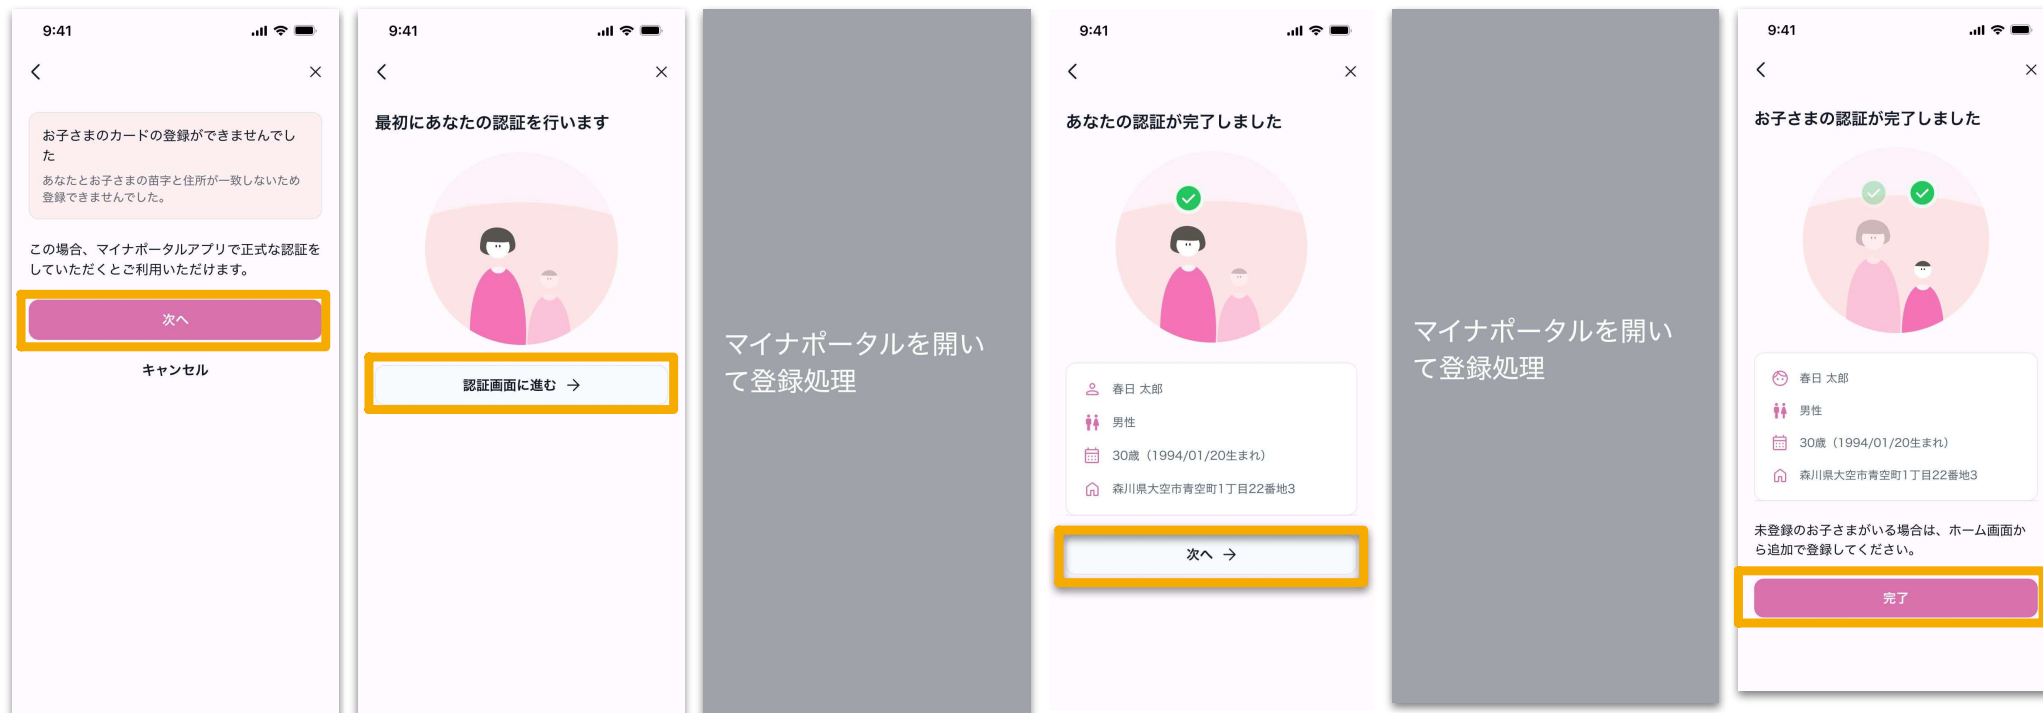 9:41
お子さまのカードの登録ができませんでし
た
あなたとお子さまの苗字と住所が一致しないため
登録できませんでした。
この場合、マイナポータルアプリで正式な認証を
していただくとご利用いただけます。
次へ
キャンセル
9:41
最初にあなたの認証を行います
認証画面に進む →
マイナポータルを開い
て登録処理
9:41
あなたの認証が完了しました
春日 太郎
男性
30歳（1994/01/20生まれ）
森川県大空市青空町1丁目22番地3
次へ →
マイナポータルを開い
て登録処理
9:41
お子さまの認証が完了しました
春日 太郎
男性
30歳（1994/01/20生まれ）
森川県大空市青空町1丁目22番地3
未登録のお子さまがいる場合は、ホーム画面か
ら追加で登録してください。
完了